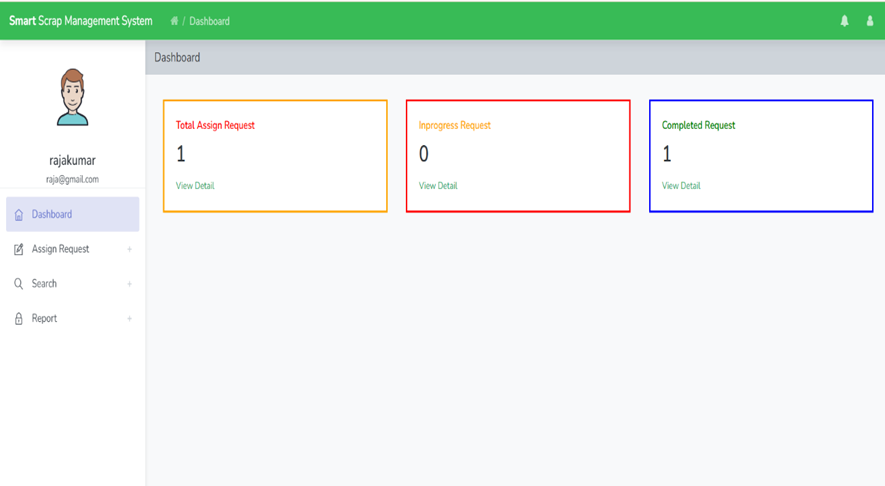 Smart Scrap Management System / Dashboard
Dashboard
rajakumar
raja@gmail.com
Dashboard
Assign Request +
Search +
Report +
Total Assign Request
1
View Detail
Inprogress Request
0
View Detail
Completed Request
1
View Detail